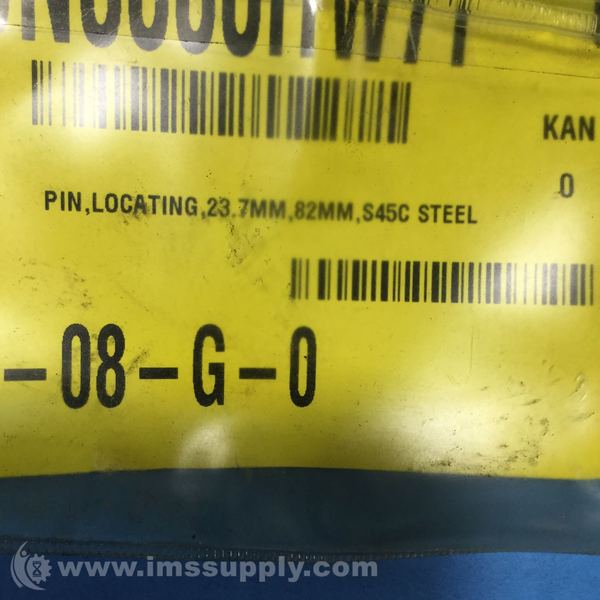 KAN
0
PIN,LOCATING,23.7MM,82MM,S45C STEEL
-08-G-0
www.imssupply.com